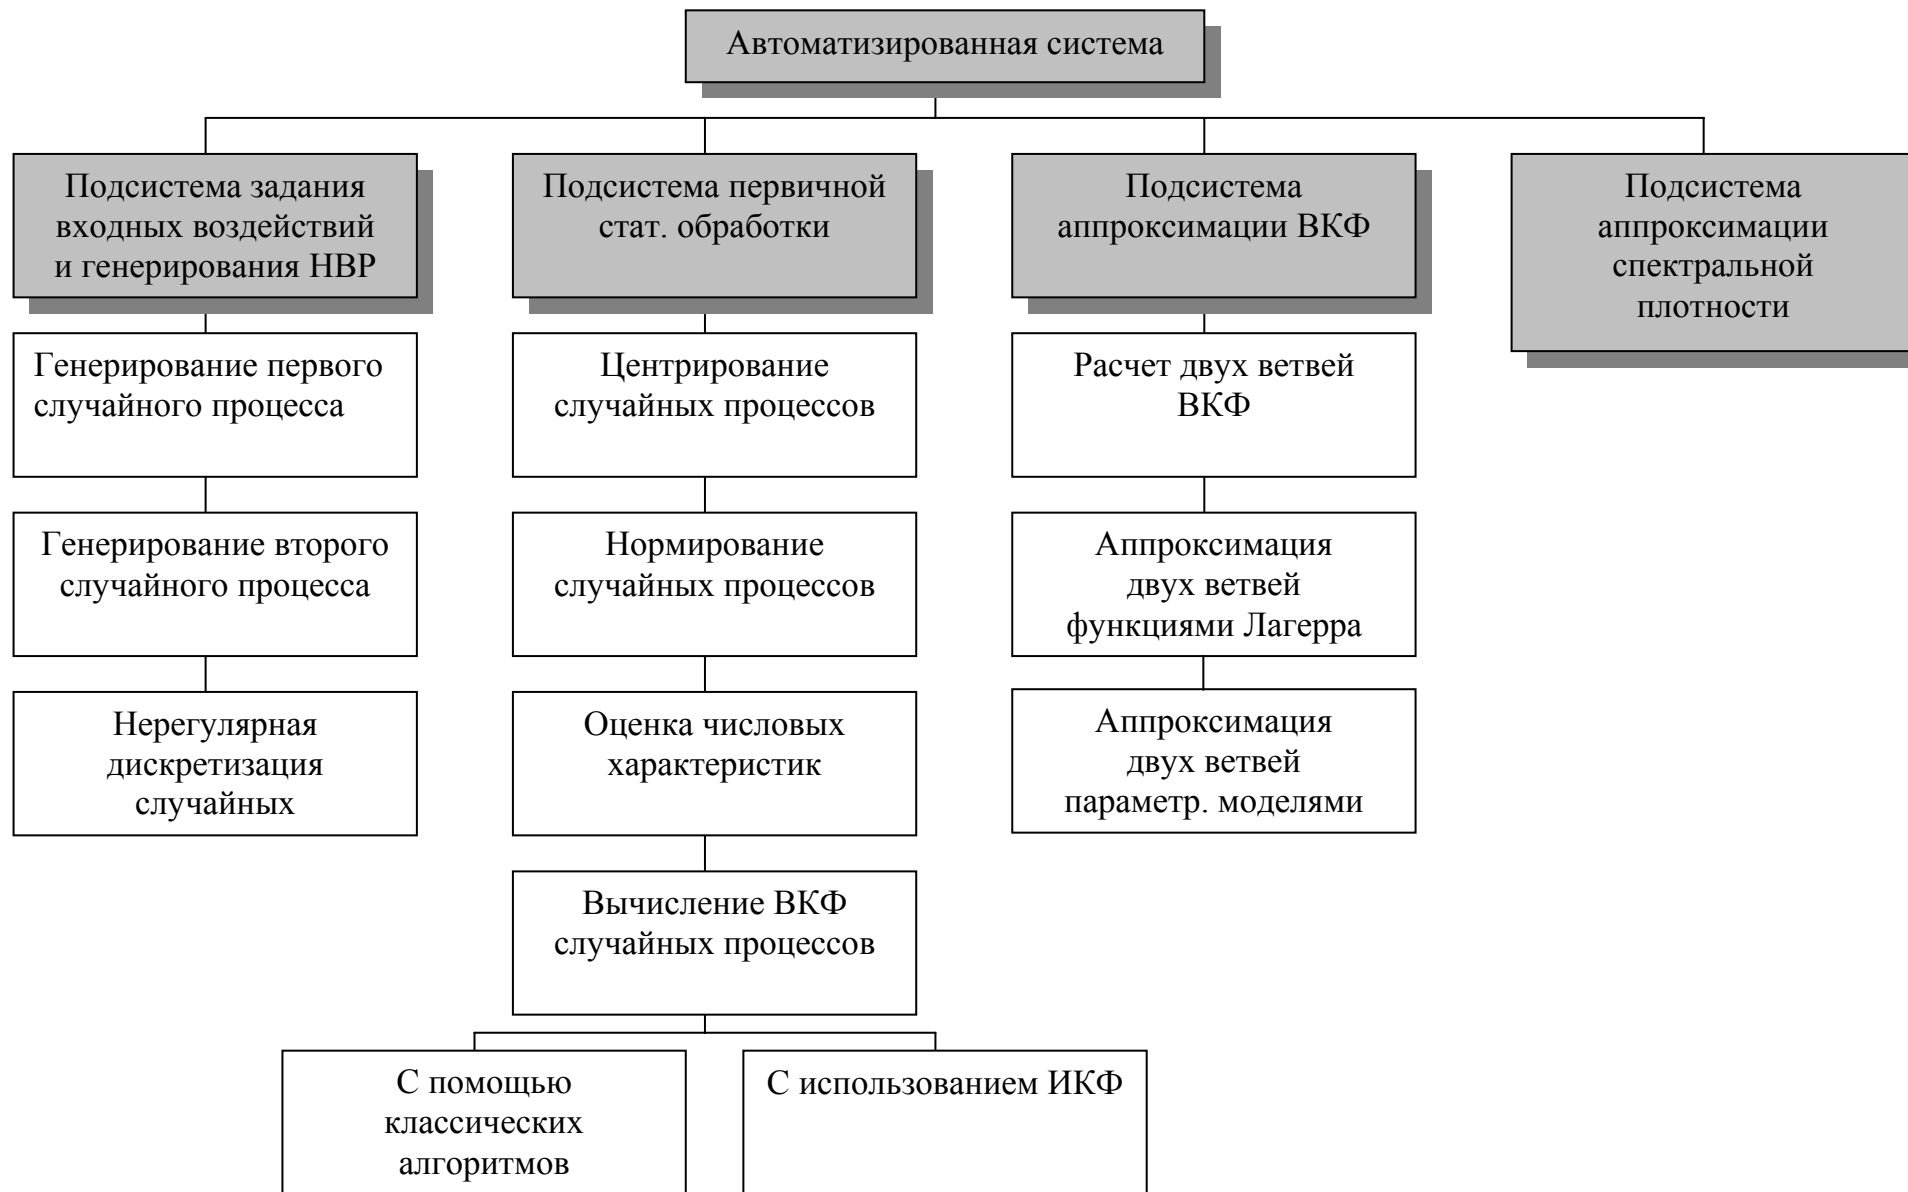 Автоматизированная система
Подсистема задания
входных воздействий
и генерирования НВР
Подсистема первичной
стат. обработки
Подсистема
аппроксимации ВКФ
Подсистема
аппроксимации
спектральной
плотности
Генерирование первого
случайного процесса
Центрирование
случайных процессов
Расчет двух ветвей
ВКФ
Генерирование второго
случайного процесса
Нормирование
случайных процессов
Аппроксимация
двух ветвей
функциями Лагерра
Нерегулярная
дискретизация
случайных
Оценка числовых
характеристик
Аппроксимация
двух ветвей
параметр. моделями
Вычисление ВКФ
случайных процессов
С помощью
классических
алгоритмов
С использованием ИКФ